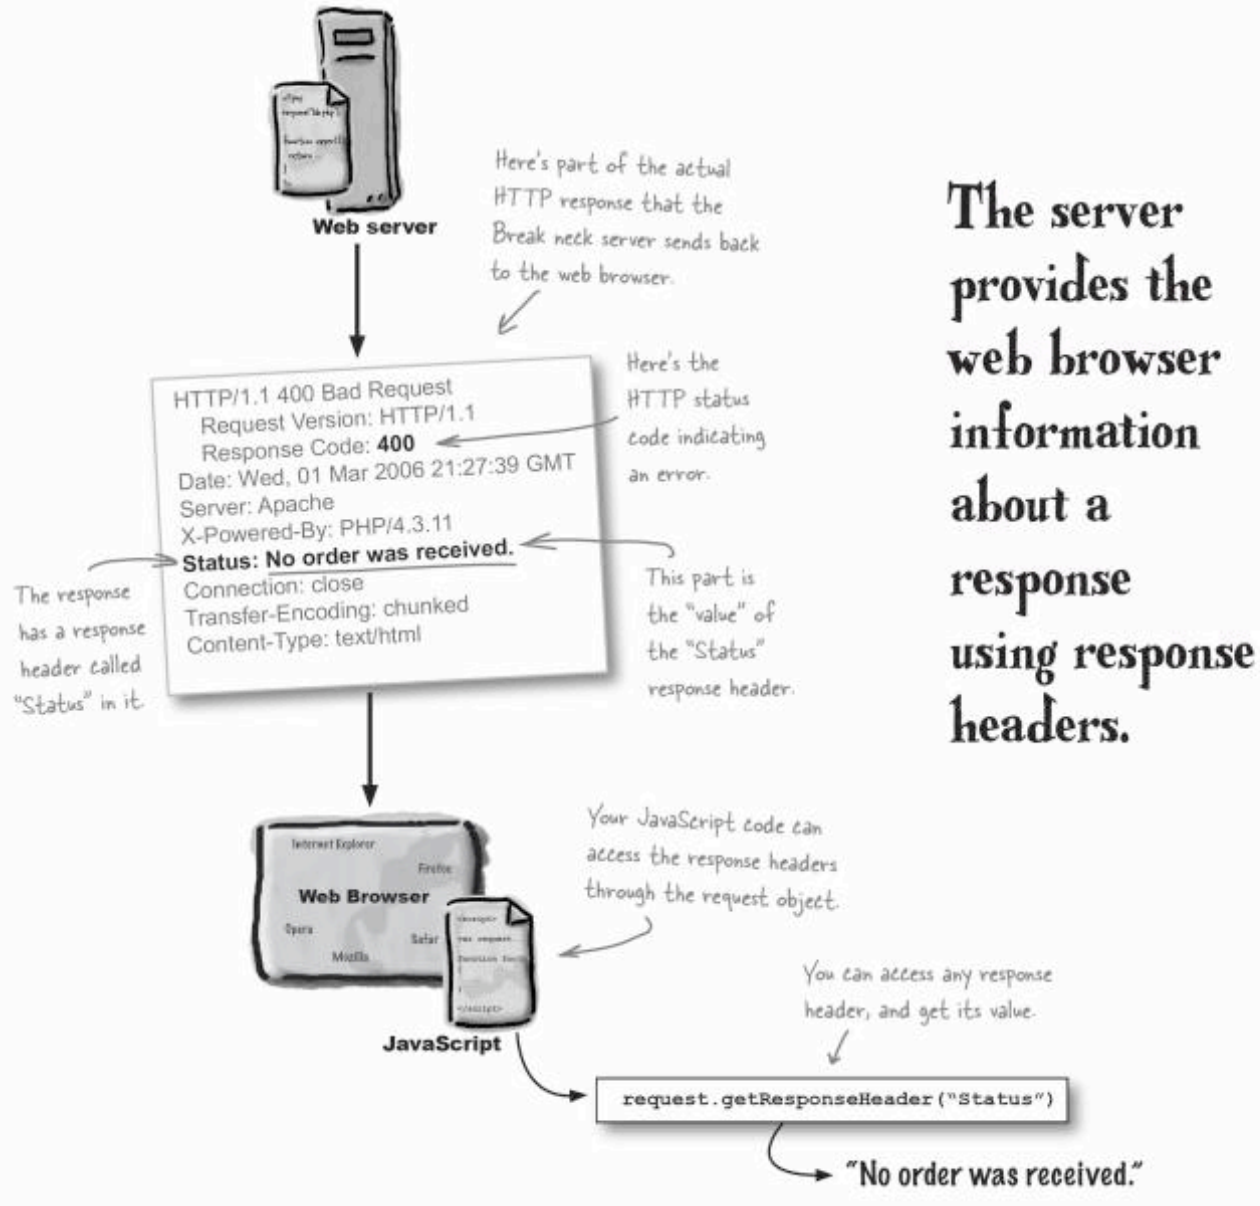 Web server
Here's part of the actual
HTTP response that the
Break neck server sends back
to the web browser.
The server
provides the
web browser
information
about a
response
using response
headers.
HTTP/1.1 400 Bad Request
Request Version: HTTP/1.1
Response Code: 400
Date: Wed, 01 Mar 2006 21:27:39 GMT
Server: Apache
X-Powered-By: PHP/4.3.11
Status: No order was received.
Connection: close
Transfer-Encoding: chunked
Content-Type: text/html
Here's the
HTTP status
code indicating
an error.
The response
has a response
header called
"Status" in it.
This part is
the "value" of
the "Status"
response header.
Internet Explorer
Firefox
Web Browser
Opera
Safar
Mozilla
<script>
var request
function
}
</script>
JavaScript
Your JavaScript code can
access the response headers
through the request object.
You can access any response
header, and get its value.
request.getResponseHeader("Status")
"No order was received."